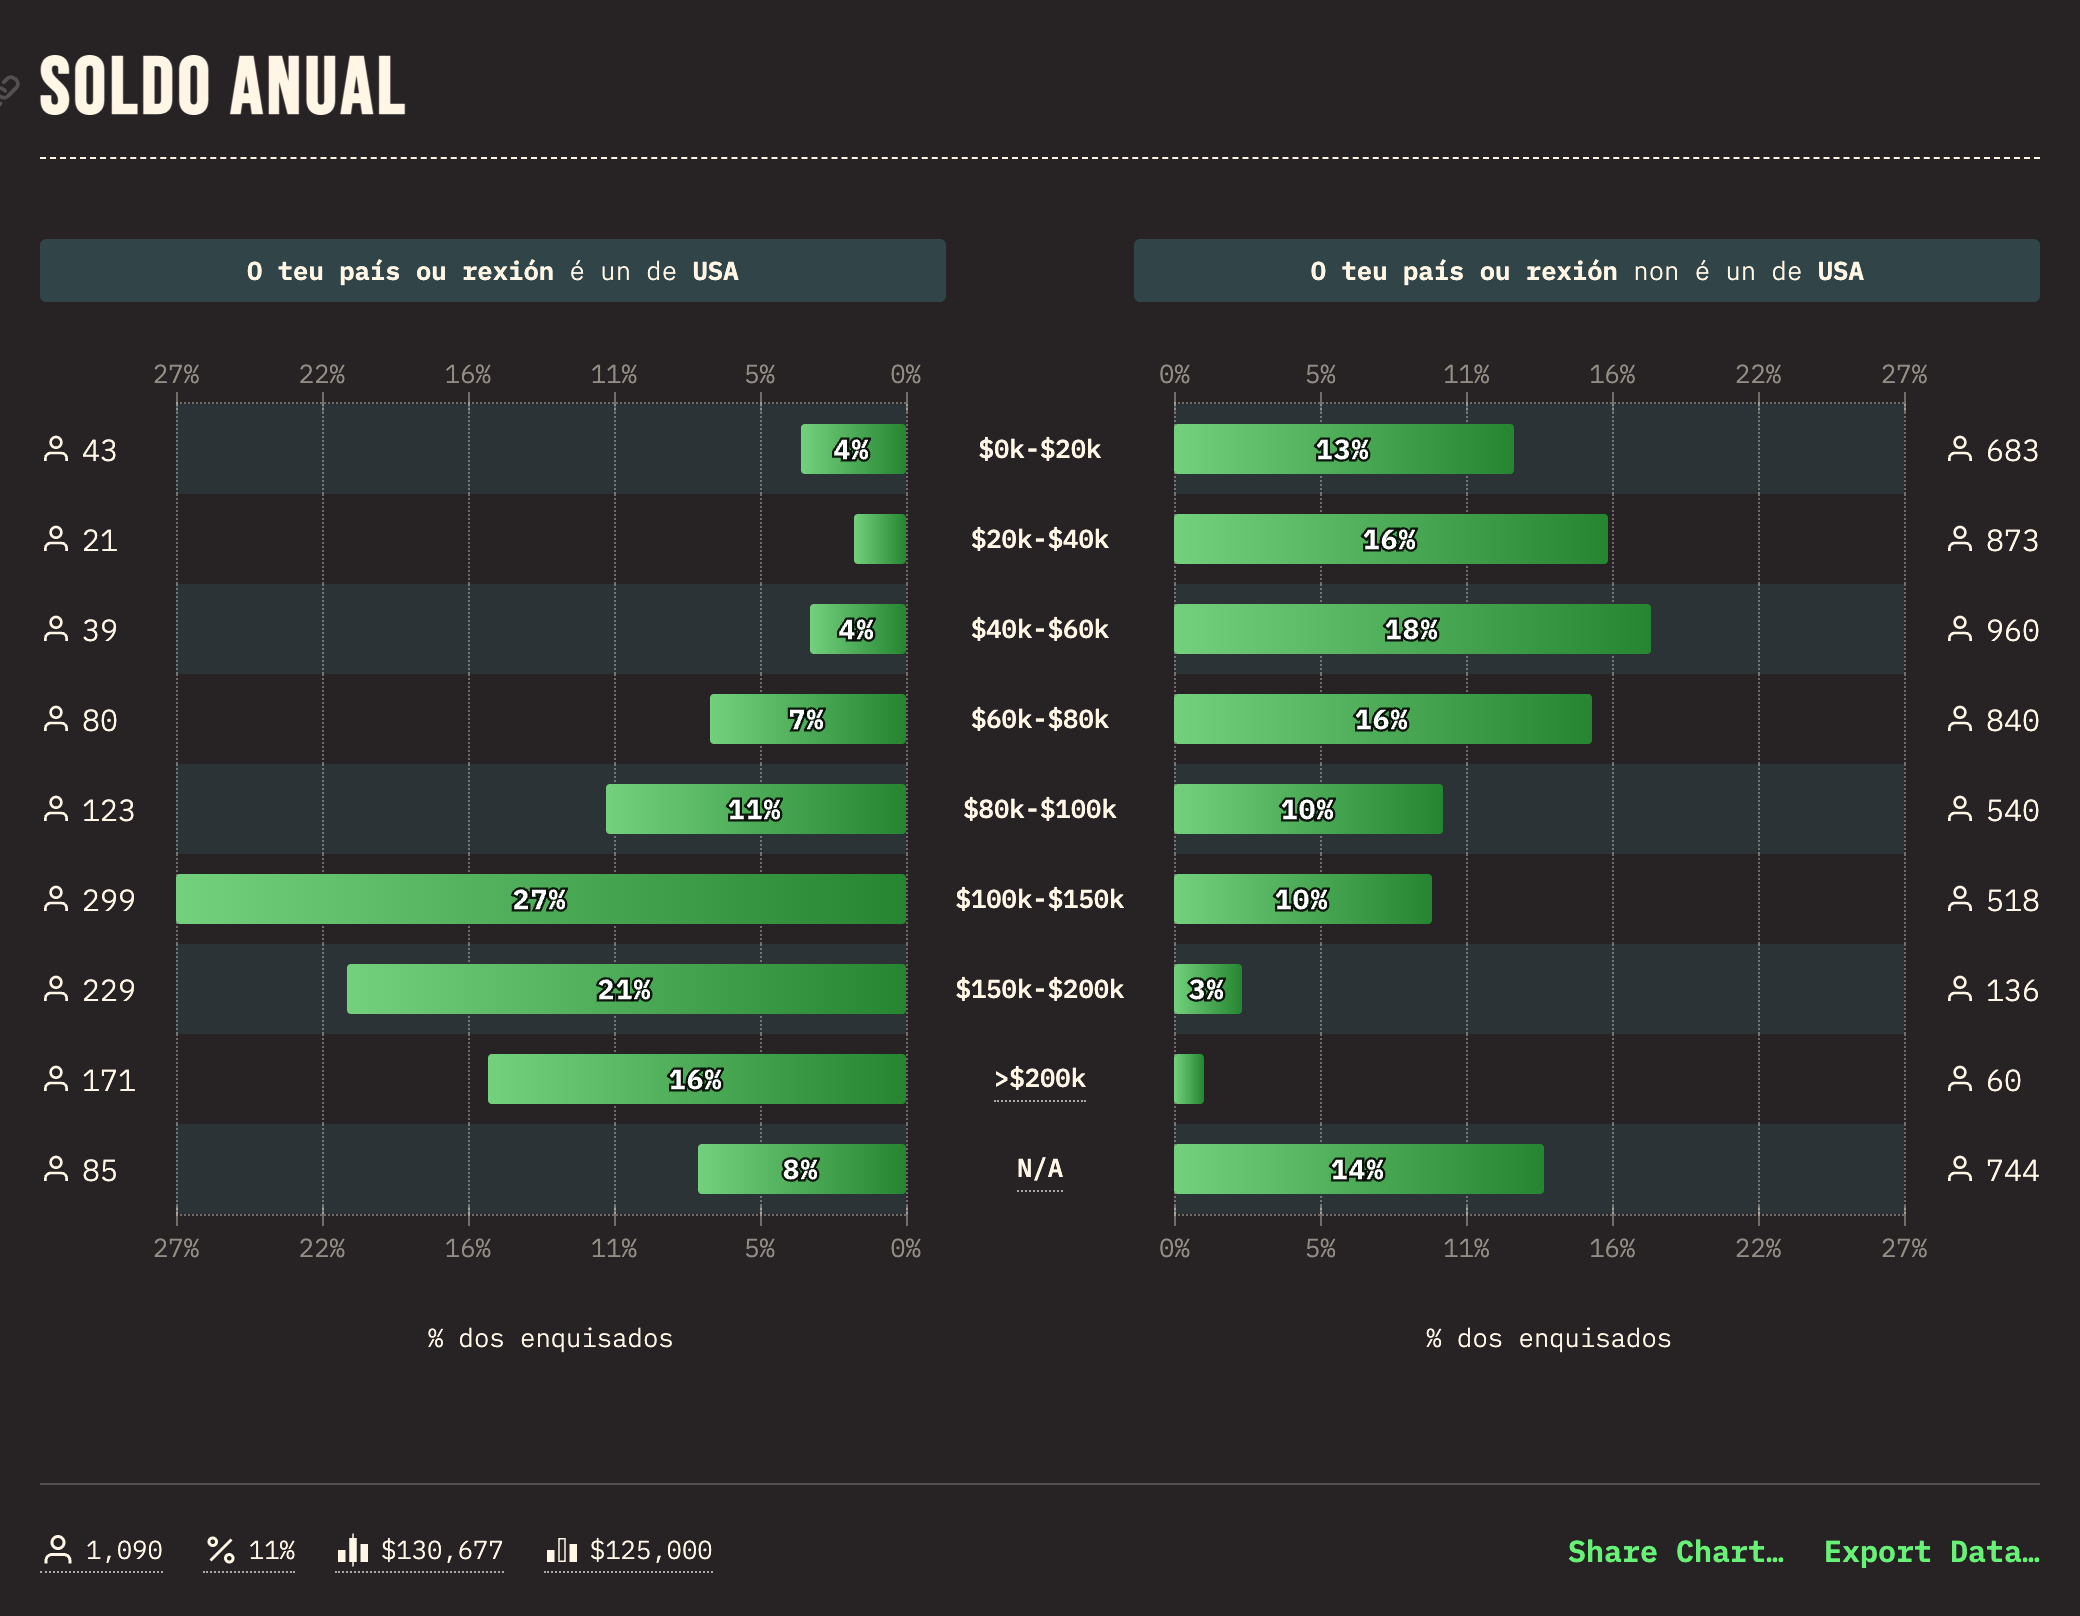 SOLDO ANUAL
O teu país ou rexión é un de USA
O teu país ou rexión non é un de USA
27% 22% 16% 11% 5% 0%
0% 5% 11% 16% 22% 27%
43 4% $0k-$20k 13% 683
21 $20k-$40k 16% 873
39 4% $40k-$60k 18% 960
80 7% $60k-$80k 16% 840
123 11% $80k-$100k 10% 540
299 27% $100k-$150k 10% 518
229 21% $150k-$200k 3% 136
171 16% >$200k 60
85 8% N/A 14% 744
27% 22% 16% 11% 5% 0%
0% 5% 11% 16% 22% 27%
% dos enquisados
% dos enquisados
1,090 11% $130,677 $125,000
Share Chart… Export Data…